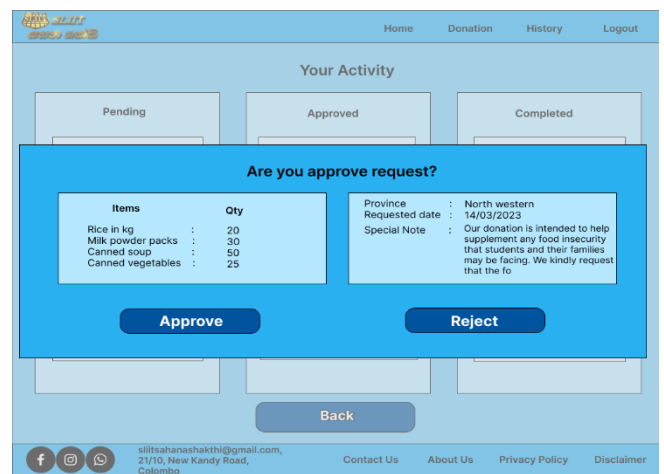 SLIIT
Home Donation History Logout
Your Activity
Pending Approved Completed
Are you approve request?
Items Qty
Rice in kg : 20
Milk powder packs : 30
Canned soup : 50
Canned vegetables : 25
Province : North western
Requested date : 14/03/2023
Special Note : Our donation is intended to help
supplement any food insecurity
that students and their families
may be facing. We kindly request
that the fo
Approve Reject
Back
sliitsahanashakthi@gmail.com,
21/10, New Kandy Road,
Colombo
Contact Us About Us Privacy Policy Disclaimer